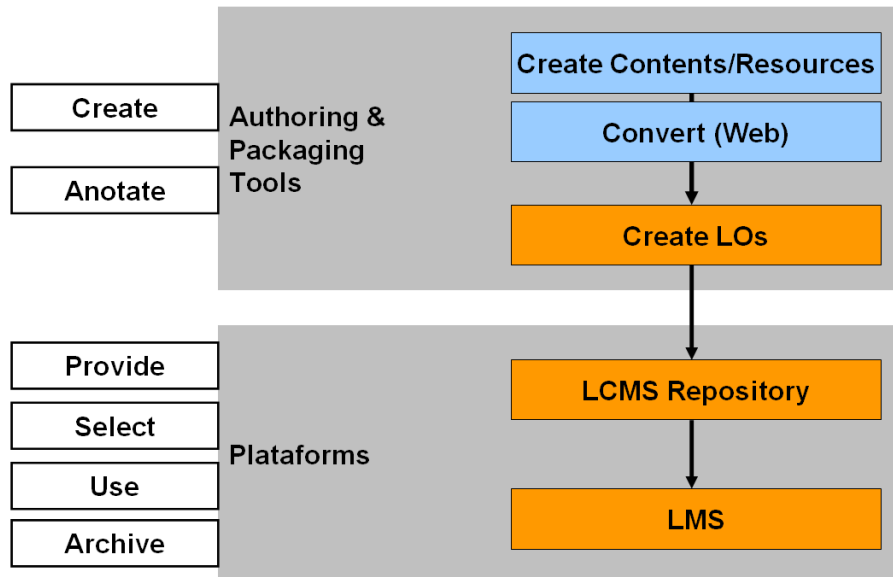 Create Contents/Resources
Create
Authoring &
Packaging
Tools
Convert (Web)
Anotate
Create LOs
Provide
LCMS Repository
Select
Plataforms
Use
LMS
Archive